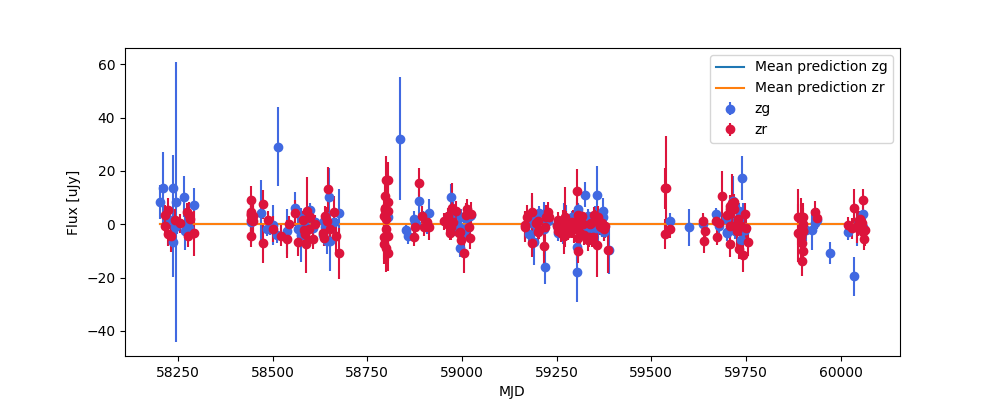 60
40
20
0
−20
−40
Flux [uJy]
58250
58500
58750
59000
59250
59500
59750
60000
MJD
Mean prediction zg
Mean prediction zr
zg
zr